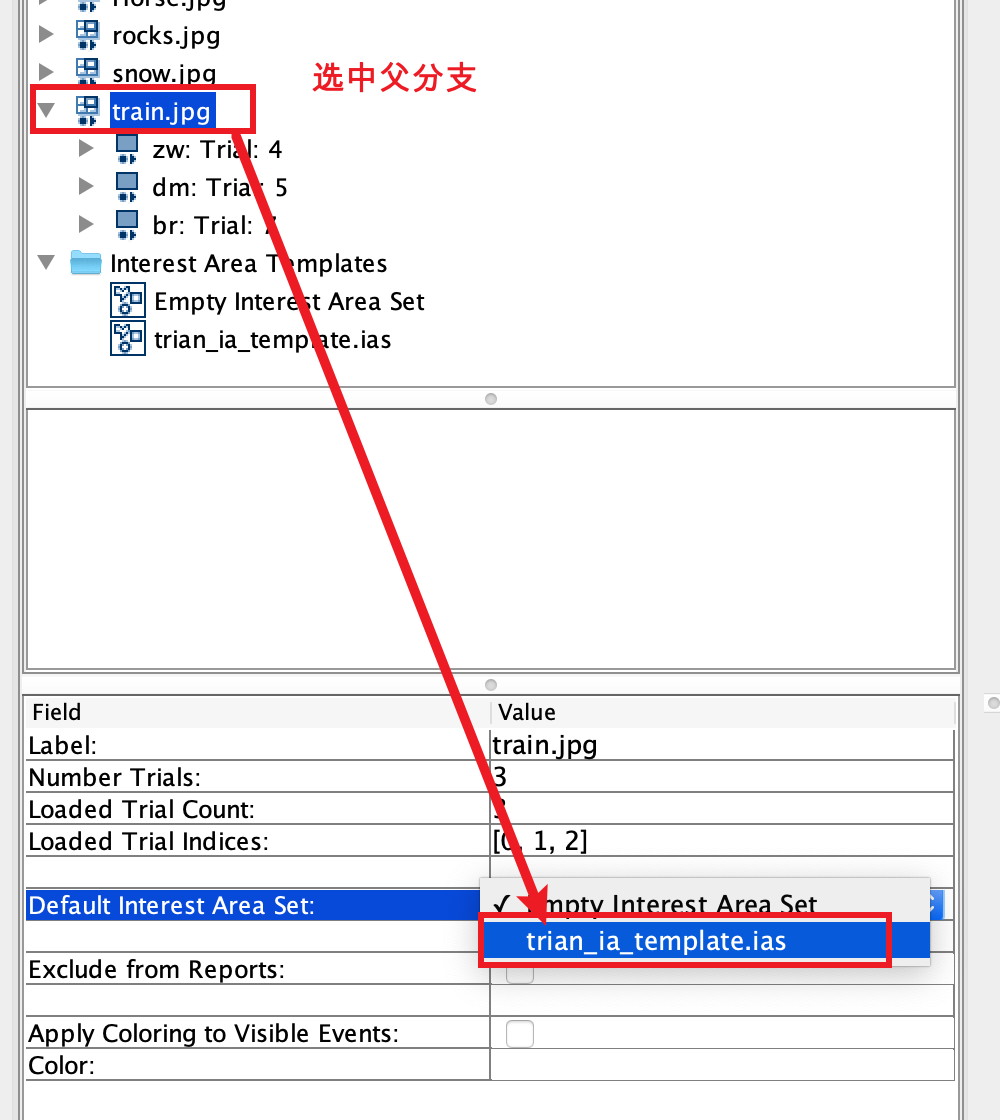 Horse.jpg
rocks.jpg
snow.jpg
选中父分支
train.jpg
zw: Trial: 4
dm: Trial: 5
br: Trial: 7
Interest Area Templates
Empty Interest Area Set
trian_ia_template.ias
Field Value
Label: train.jpg
Number Trials: 3
Loaded Trial Count: 3
Loaded Trial Indices: [0, 1, 2]
Default Interest Area Set: ✓ Empty Interest Area Set
trian_ia_template.ias
Exclude from Reports:
Apply Coloring to Visible Events:
Color: